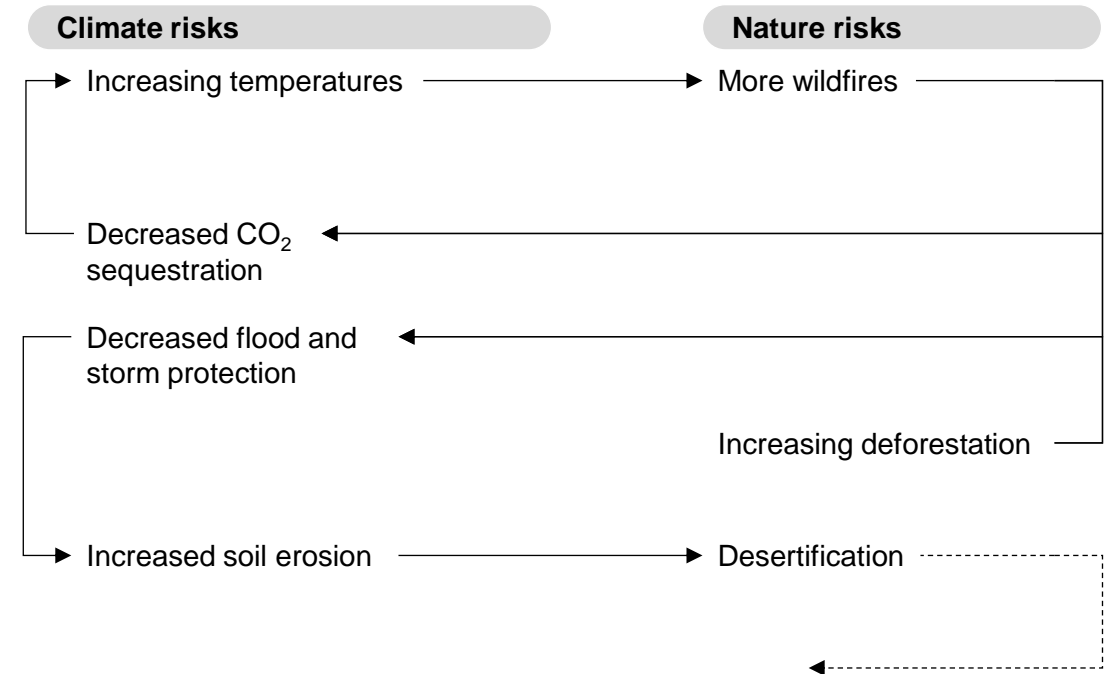 Climate risks
Nature risks
Increasing temperatures
More wildfires
Decreased CO₂
sequestration
Decreased flood and
storm protection
Increasing deforestation
Increased soil erosion
Desertification